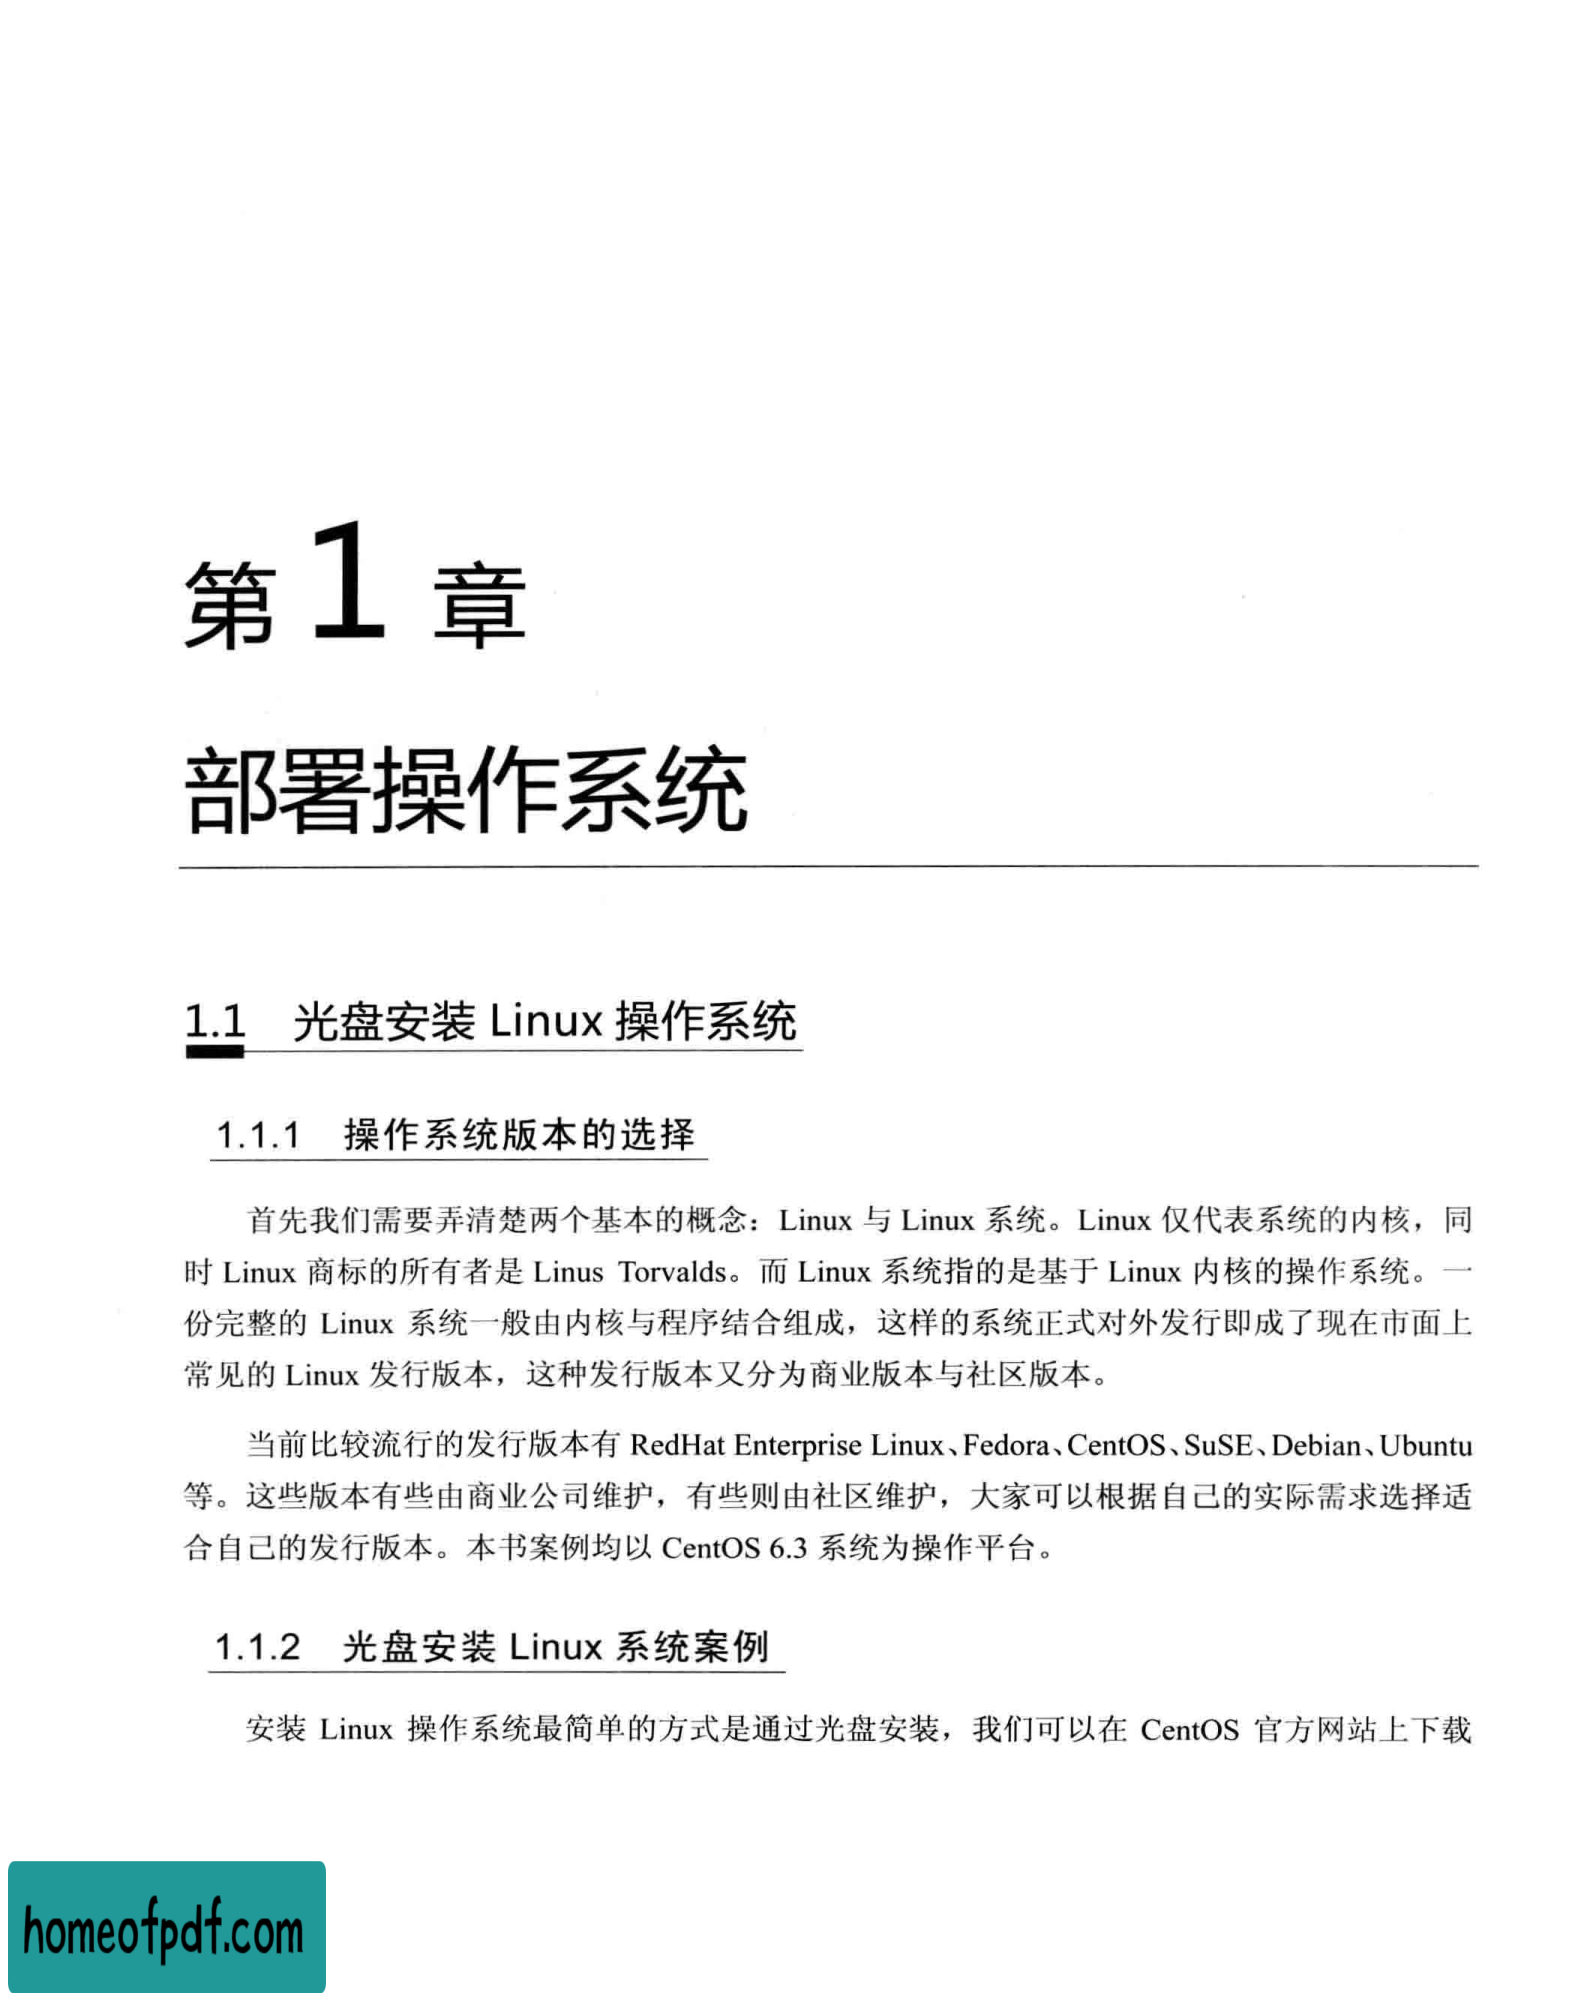 第1章
部署操作系统
1.1 光盘安装 Linux 操作系统
1.1.1 操作系统版本的选择
首先我们需要弄清楚两个基本的概念：Linux 与 Linux 系统。Linux 仅代表系统的内核，同
时 Linux 商标的所有者是 Linus Torvalds。而 Linux 系统指的是基于 Linux 内核的操作系统。一
份完整的 Linux 系统一般由内核与程序结合组成，这样的系统正式对外发行即成了现在市面上
常见的 Linux 发行版本，这种发行版本又分为商业版本与社区版本。
当前比较流行的发行版本有 RedHat Enterprise Linux、Fedora、CentOS、SuSE、Debian、Ubuntu
等。这些版本有些由商业公司维护，有些则由社区维护，大家可以根据自己的实际需求选择适
合自己的发行版本。本书案例均以 CentOS 6.3 系统为操作平台。
1.1.2 光盘安装 Linux 系统案例
安装 Linux 操作系统最简单的方式是通过光盘安装，我们可以在 CentOS 官方网站上下载
homeofpdf.com